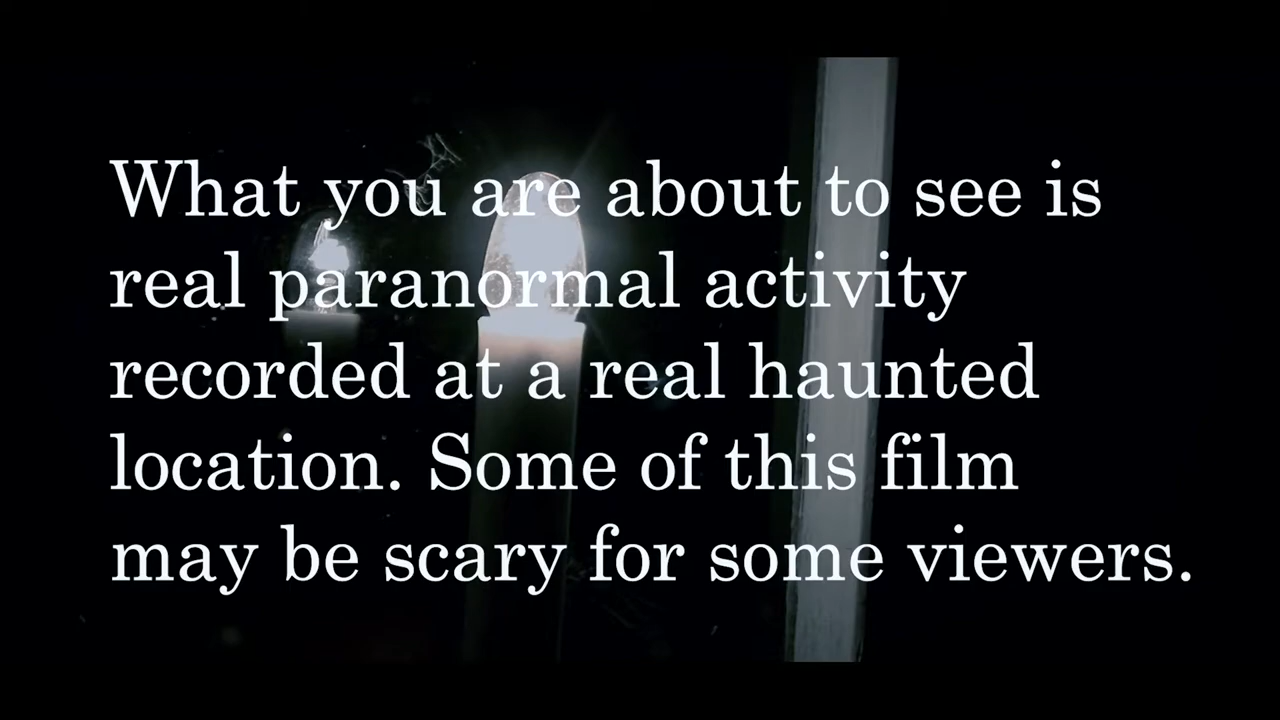 What you are about to see is
real paranormal activity
recorded at a real haunted
location. Some of this film
may be scary for some viewers.